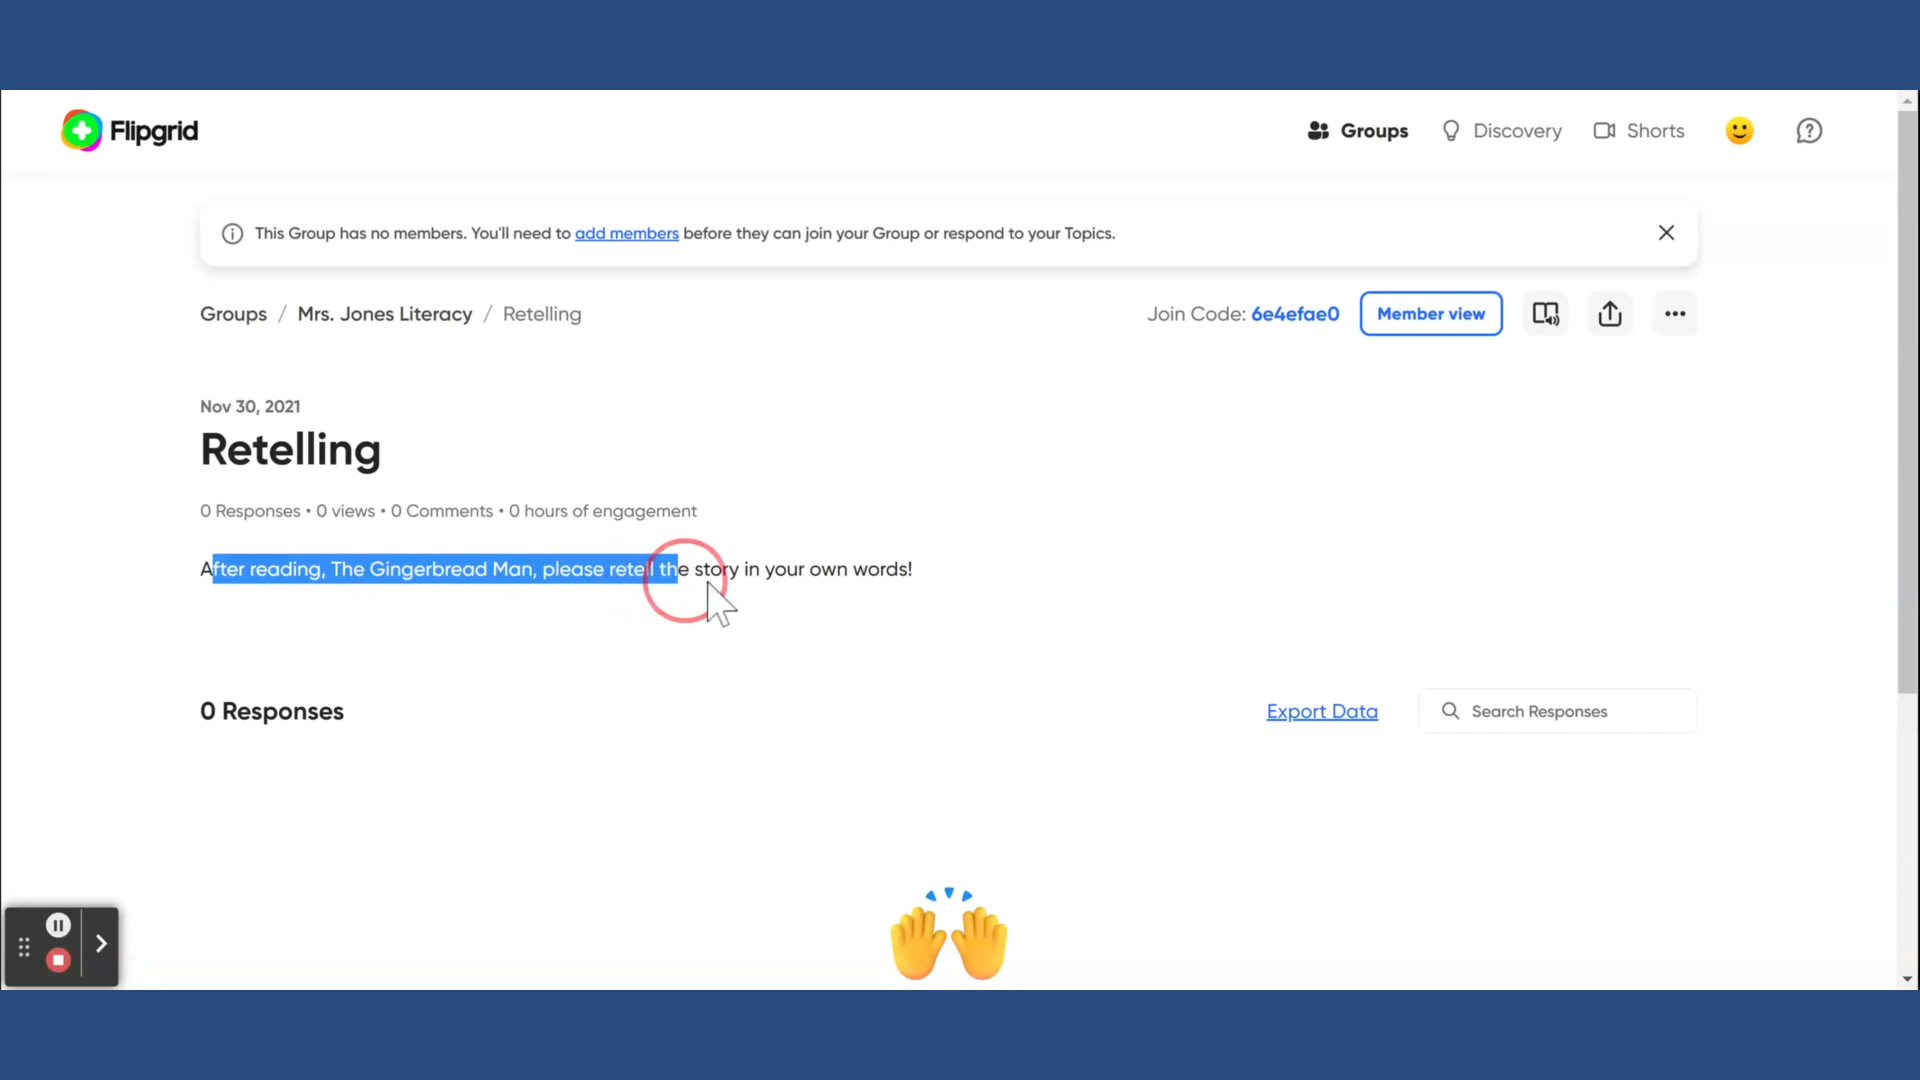 Flipgrid
Groups
Discovery
Shorts
This Group has no members. You'll need to add members before they can join your Group or respond to your Topics.
Groups / Mrs. Jones Literacy / Retelling
Join Code: 6e4efae0
Member view
Nov 30, 2021
Retelling
0 Responses • 0 views • 0 Comments • 0 hours of engagement
After reading, The Gingerbread Man, please retell the story in your own words!
0 Responses
Export Data
Search Responses